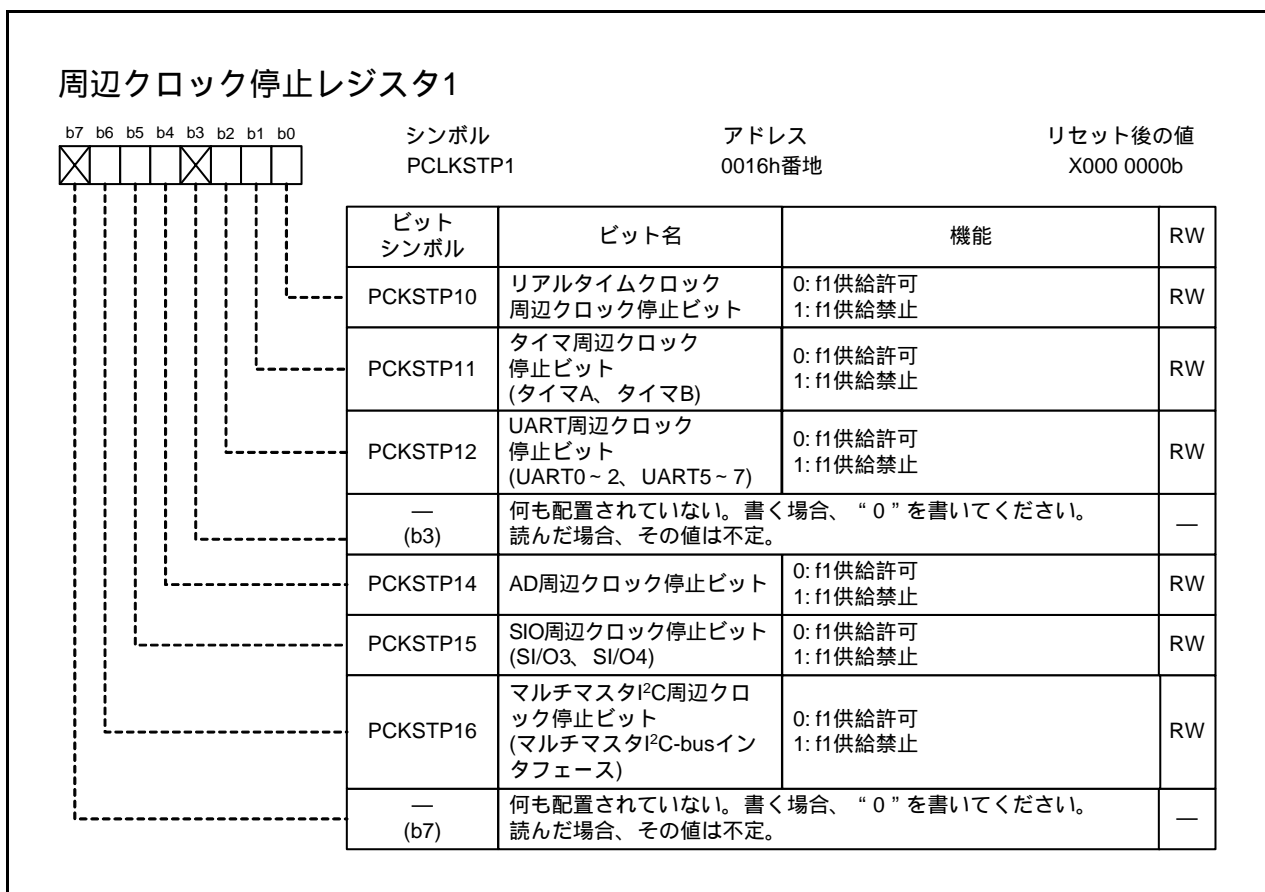 周辺クロック停止レジスタ1
b7 b6 b5 b4 b3 b2 b1 b0
シンボル アドレス リセット後の値
PCLKSTP1 0016h番地 X000 0000b
ビット
シンボル
ビット名
機能
RW
PCKSTP10
リアルタイムクロック
周辺クロック停止ビット
0: f1供給許可
1: f1供給禁止
RW
PCKSTP11
タイマ周辺クロック
停止ビット
(タイマA、タイマB)
0: f1供給許可
1: f1供給禁止
RW
PCKSTP12
UART周辺クロック
停止ビット
(UART0~2、UART5~7)
0: f1供給許可
1: f1供給禁止
RW
—
(b3)
何も配置されていない。書く場合、“0”を書いてください。
読んだ場合、その値は不定。
—
PCKSTP14
AD周辺クロック停止ビット
0: f1供給許可
1: f1供給禁止
RW
PCKSTP15
SIO周辺クロック停止ビット
(SI/O3、SI/O4)
0: f1供給許可
1: f1供給禁止
RW
PCKSTP16
マルチマスタI²C周辺クロ
ック停止ビット
(マルチマスタI²C-busイン
タフェース)
0: f1供給許可
1: f1供給禁止
RW
—
(b7)
何も配置されていない。書く場合、“0”を書いてください。
読んだ場合、その値は不定。
—